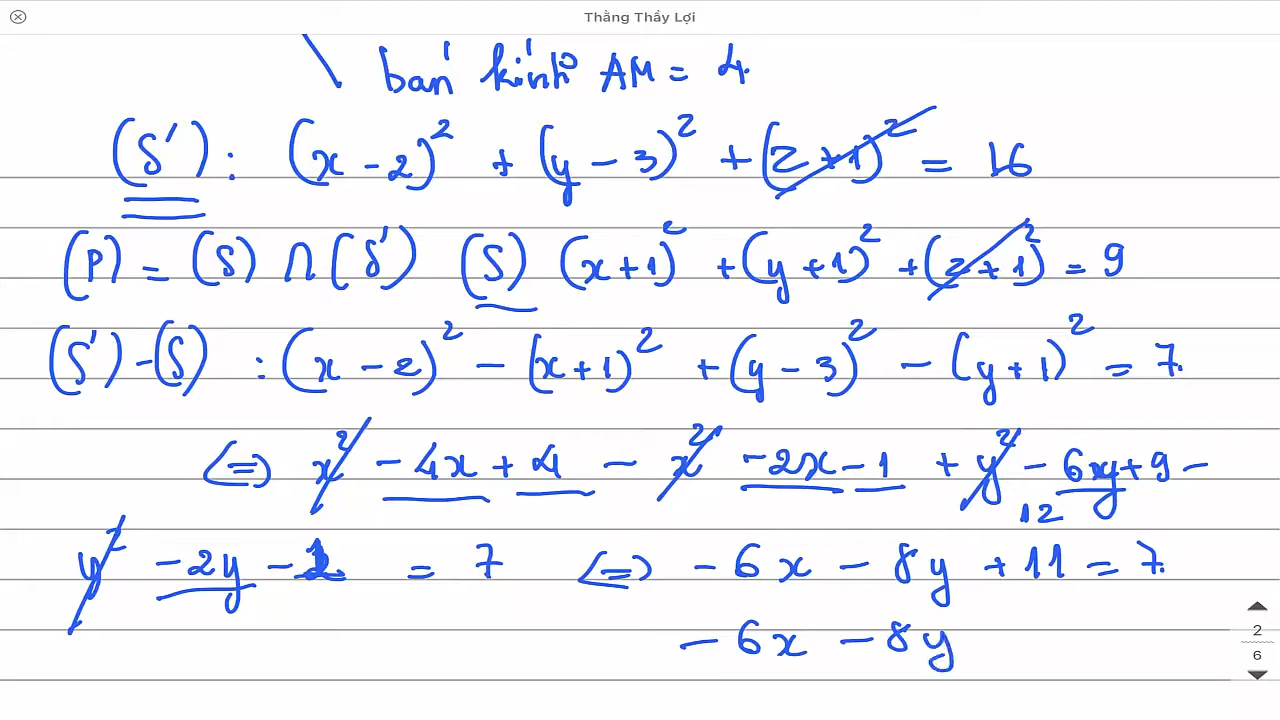 Thằng Thầy Lợi
bán kính AM = 4
(S') : (x - 2)² + (y - 3)² + (z + 1)² = 16
(P) = (S) ∩ (S') (S) (x + 1)² + (y + 1)² + (z + 1)² = 9
(S') - (S) : (x - 2)² - (x + 1)² + (y - 3)² - (y + 1)² = 7.
⇔ x² - 4x + 4 - x² - 2x - 1 + y² - 6y + 9 -
12
y² - 2y - 1 = 7 ⇔ - 6x - 8y + 11 = 7.
- 6x - 8y
2
6